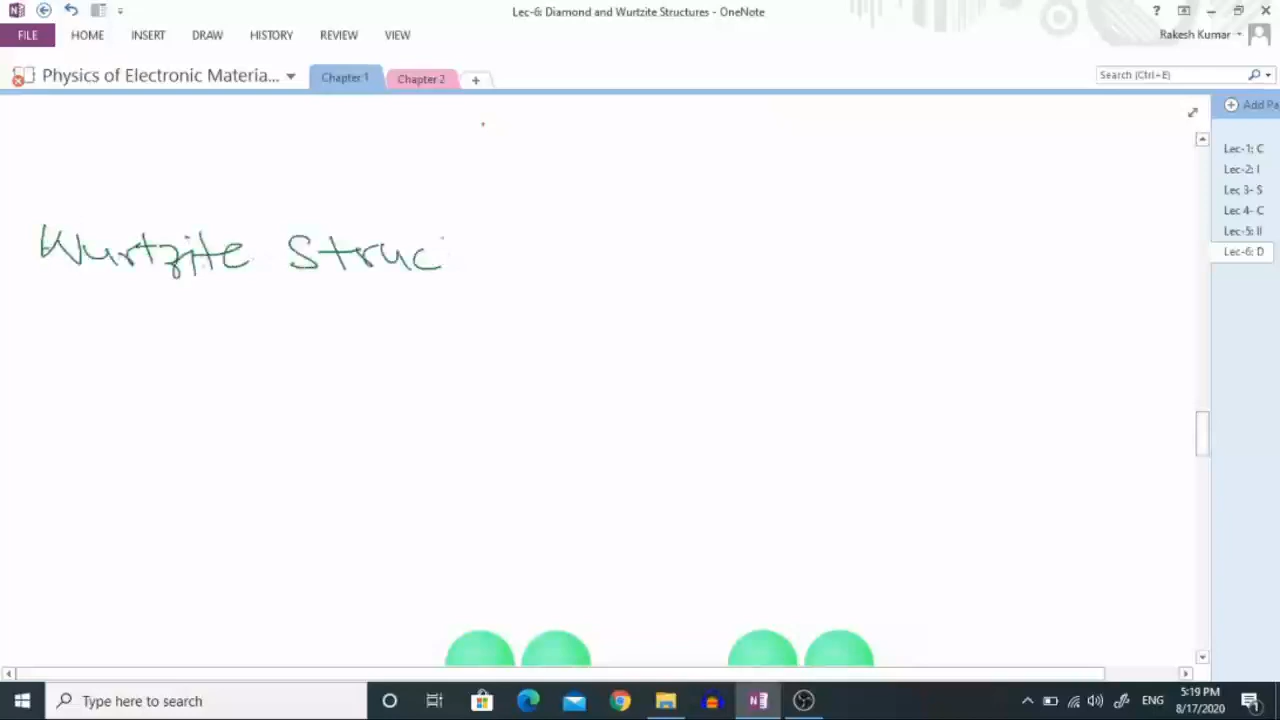 Lec-6: Diamond and Wurtzite Structures - OneNote
?
FILE HOME INSERT DRAW HISTORY REVIEW VIEW
Rakesh Kumar
Physics of Electronic Materia... Chapter 1 Chapter 2 +
Search (Ctrl+E)
Add Pa
Lec-1: C
Lec-2: I
Lec 3- S
Lec 4- C
Lec-5: II
Lec-6: D
Wurtzite Struc
Type here to search
ENG
5:19 PM
8/17/2020
1